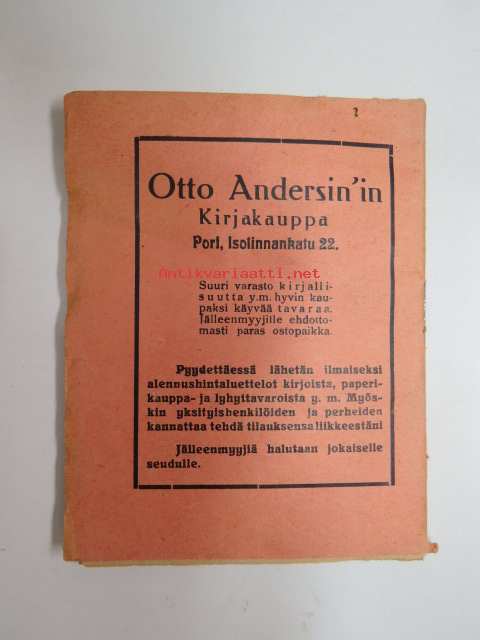 Otto Andersin'in
Kirjakauppa
Pori, Isolinnankatu 22.
Antikvariaatti.net
Suuri varasto kirjalli-
suutta y.m. hyvin kau-
paksi käyvää tavaraa.
Jälleenmyyjille ehdotto-
masti paras ostopaikka.
Pyydettäessä lähetän ilmaiseksi
alennushintaluettelot kirjoista, paperi-
kauppa- ja lyhyttavaroista y. m. Myös-
kin yksityishenkilöiden ja perheiden
kannattaa tehdä tilauksensa liikkeestäni
Jälleenmyyjiä halutaan jokaiselle
seudulle.